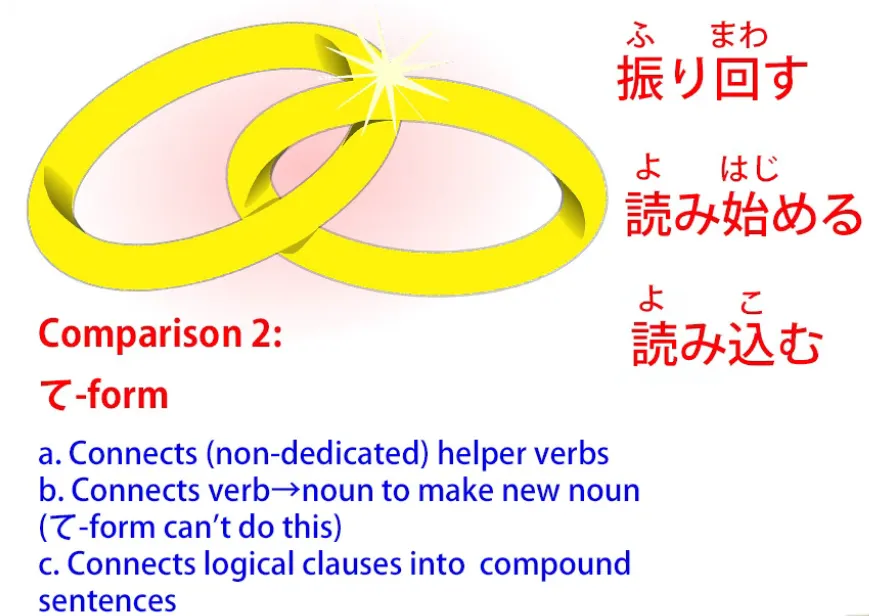 ふ まわ
振り回す
よ はじ
読み始める
よ こ
読み込む
Comparison 2:
て-form
a. Connects (non-dedicated) helper verbs
b. Connects verb→noun to make new noun
(て-form can't do this)
c. Connects logical clauses into compound
sentences